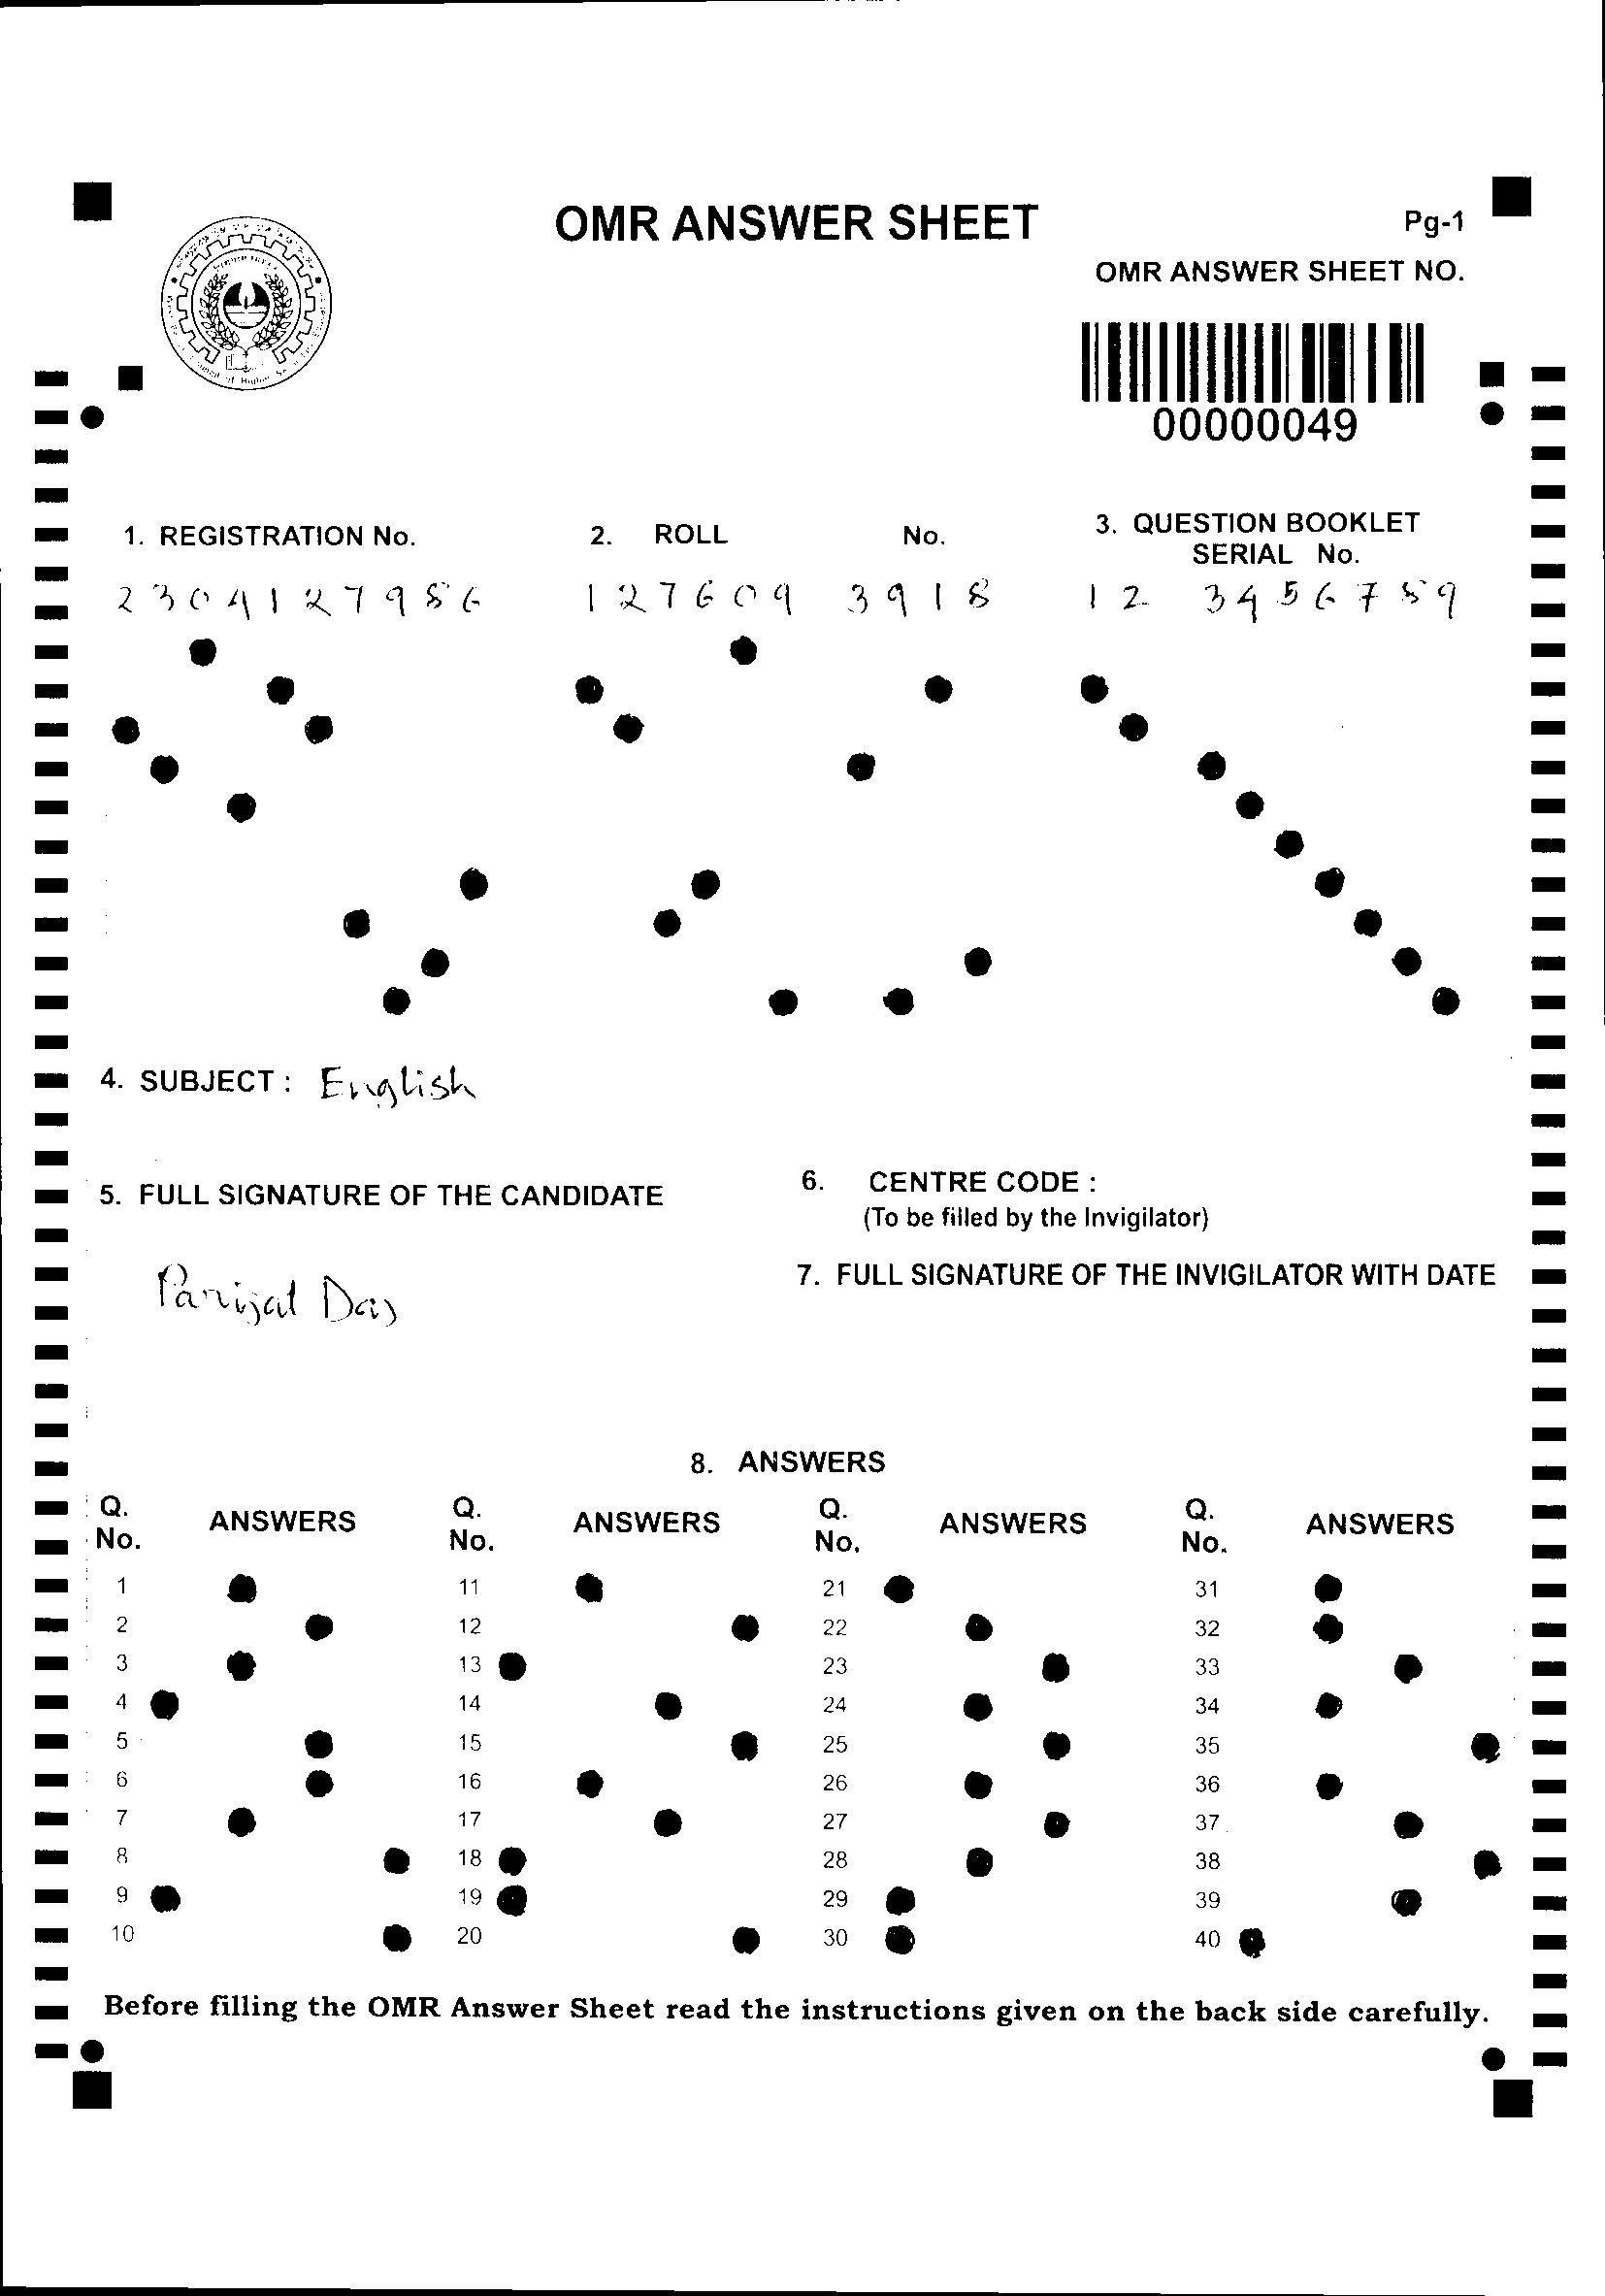 OMR ANSWER SHEET
Pg-1
OMR ANSWER SHEET NO.
00000049
1. REGISTRATION No.
2. ROLL No.
3. QUESTION BOOKLET SERIAL No.
2304127986
127609 3918
12 3456789
4. SUBJECT : English
5. FULL SIGNATURE OF THE CANDIDATE
6. CENTRE CODE :
(To be filled by the Invigilator)
7. FULL SIGNATURE OF THE INVIGILATOR WITH DATE
Parijat Das
8. ANSWERS
Q. No. ANSWERS Q. No. ANSWERS Q. No. ANSWERS Q. No. ANSWERS
1 11 21 31
2 12 22 32
3 13 23 33
4 14 24 34
5 15 25 35
6 16 26 36
7 17 27 37
8 18 28 38
9 19 29 39
10 20 30 40
Before filling the OMR Answer Sheet read the instructions given on the back side carefully.